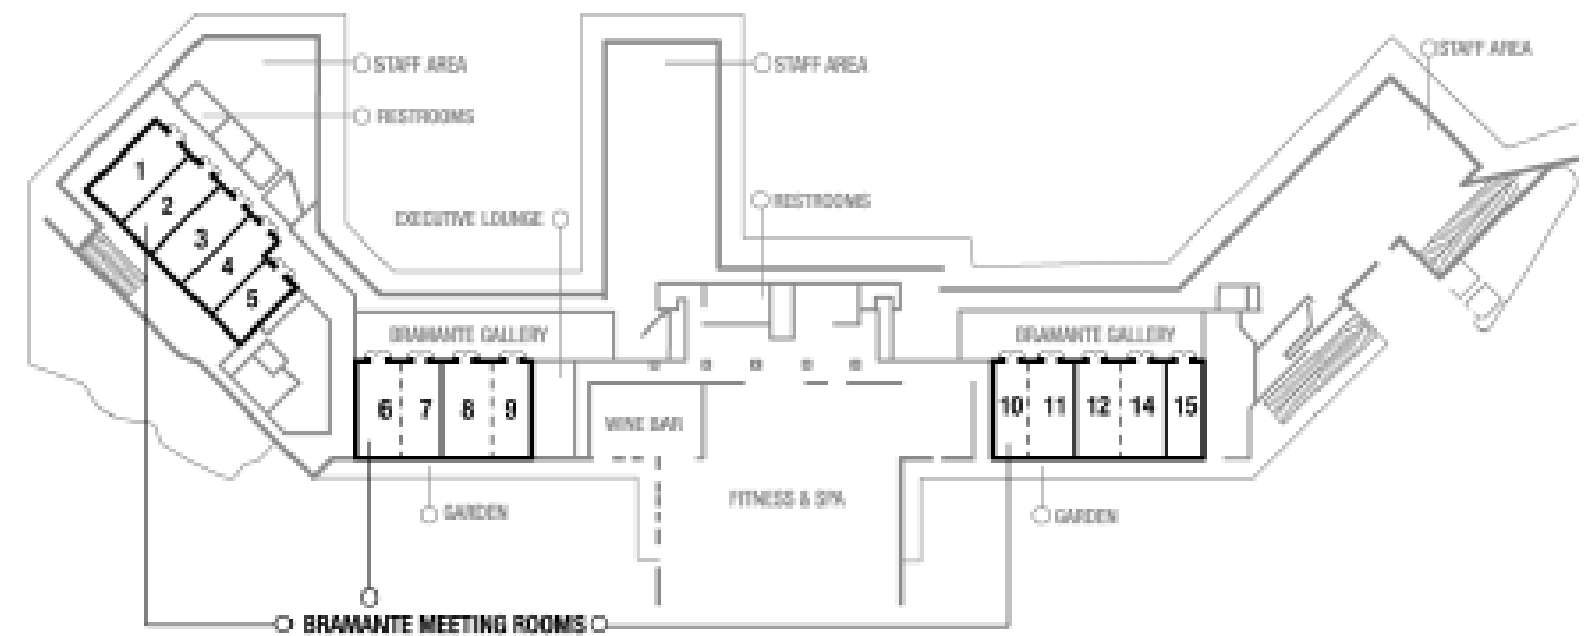 STAFF AREA
STAFF AREA
STAFF AREA
RESTROOMS
1
2
3
4
5
EXECUTIVE LOUNGE
RESTROOMS
BRAMANTE GALLERY
BRAMANTE GALLERY
6 7 8 9
10 11 12 14 15
WINE BAR
FITNESS & SPA
GARDEN
GARDEN
BRAMANTE MEETING ROOMS